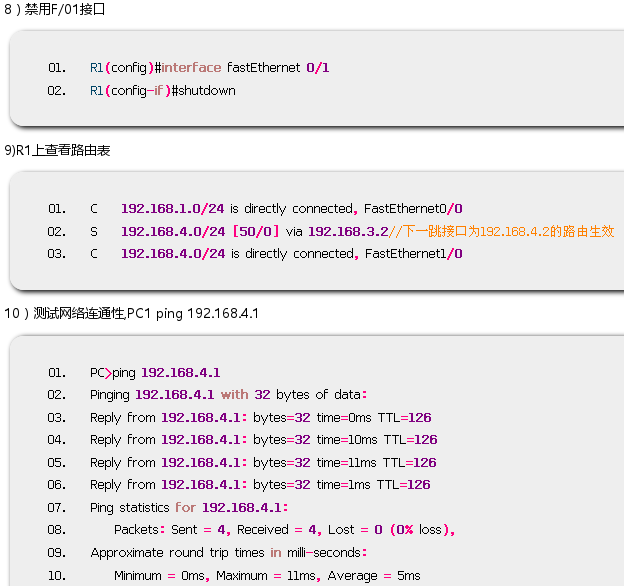 8）禁用F/01接口
01. R1(config)#interface fastEthernet 0/1
02. R1(config-if)#shutdown
9)R1上查看路由表
01. C 192.168.1.0/24 is directly connected, FastEthernet0/0
02. S 192.168.4.0/24 [50/0] via 192.168.3.2//下一跳接口为192.168.4.2的路由生效
03. C 192.168.4.0/24 is directly connected, FastEthernet1/0
10）测试网络连通性,PC1 ping 192.168.4.1
01. PC>ping 192.168.4.1
02. Pinging 192.168.4.1 with 32 bytes of data:
03. Reply from 192.168.4.1: bytes=32 time=0ms TTL=126
04. Reply from 192.168.4.1: bytes=32 time=10ms TTL=126
05. Reply from 192.168.4.1: bytes=32 time=11ms TTL=126
06. Reply from 192.168.4.1: bytes=32 time=1ms TTL=126
07. Ping statistics for 192.168.4.1:
08. Packets: Sent = 4, Received = 4, Lost = 0 (0% loss),
09. Approximate round trip times in milli-seconds:
10. Minimum = 0ms, Maximum = 11ms, Average = 5ms